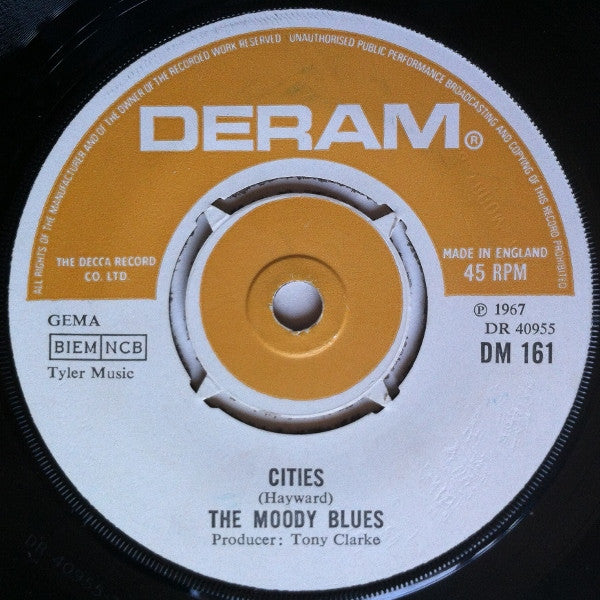 ALL RIGHTS OF THE MANUFACTURER AND OF THE OWNER OF THE RECORDED WORK RESERVED UNAUTHORISED PUBLIC PERFORMANCE BROADCASTING AND COPYING OF THIS RECORD PROHIBITED
DERAM®
THE DECCA RECORD
CO. LTD.
MADE IN ENGLAND
45 RPM
GEMA
BIEM NCB
Tyler Music
℗ 1967
DR 40955
DM 161
CITIES
(Hayward)
THE MOODY BLUES
Producer: Tony Clarke
DR 40955